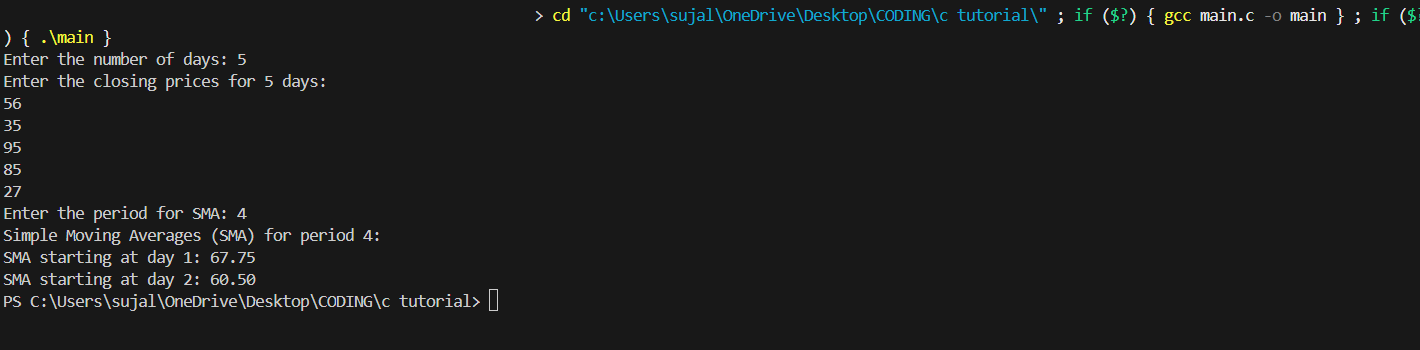 > cd "c:\Users\sujal\OneDrive\Desktop\CODING\c tutorial\" ; if ($?) { gcc main.c -o main } ; if ($?
) { .\main }
Enter the number of days: 5
Enter the closing prices for 5 days:
56
35
95
85
27
Enter the period for SMA: 4
Simple Moving Averages (SMA) for period 4:
SMA starting at day 1: 67.75
SMA starting at day 2: 60.50
PS C:\Users\sujal\OneDrive\Desktop\CODING\c tutorial>